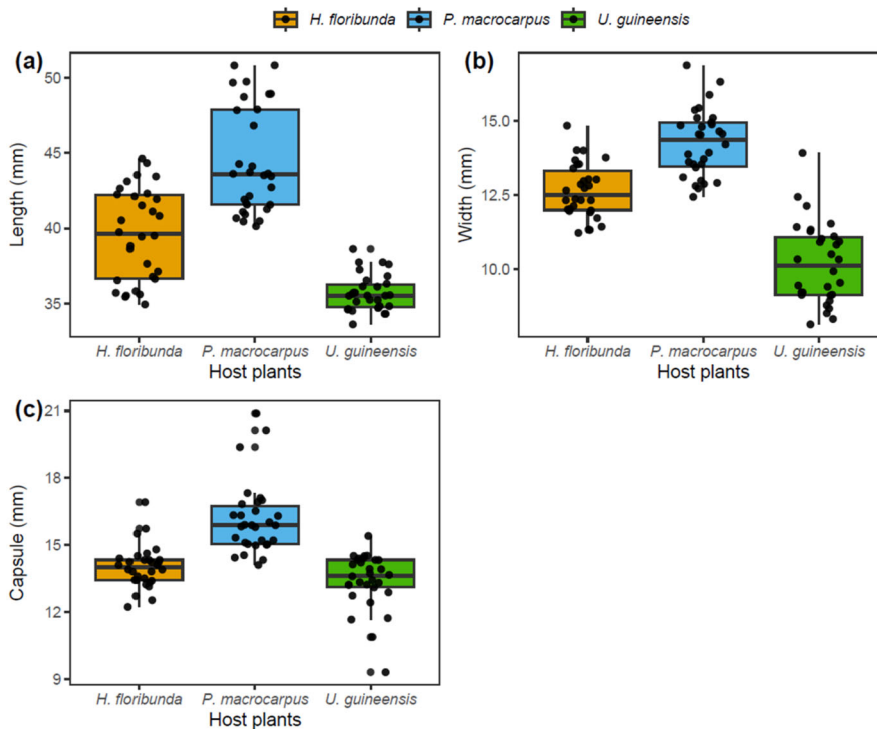 H. floribunda P. macrocarpus U. guineensis
(a)
50
45
40
35
Length (mm)
H. floribunda P. macrocarpus U. guineensis
Host plants
(b)
15.0
12.5
10.0
Width (mm)
H. floribunda P. macrocarpus U. guineensis
Host plants
(c)
21
18
15
12
9
Capsule (mm)
H. floribunda P. macrocarpus U. guineensis
Host plants